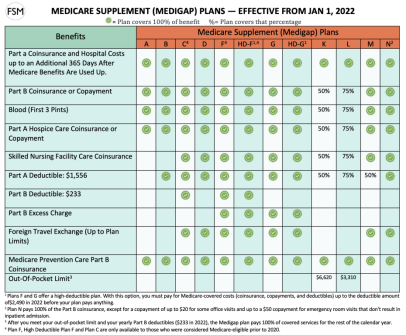 FSM MEDICARE SUPPLEMENT (MEDIGAP) PLANS — EFFECTIVE FROM JAN 1, 2022
= Plan covers 100% of benefit %= Plan covers that percentage
Benefits Medicare Supplement (Medigap) Plans
A B C⁴ D F⁴ HD-F¹,⁴ G HD-G¹ K L M N²
Part A Coinsurance and Hospital Costs
up to an Additional 365 Days After
Medicare Benefits Are Used Up.
Part B Coinsurance or Copayment 50% 75%
Blood (First 3 Pints) 50% 75%
Part A Hospice Care Coinsurance or
Copayment 50% 75%
Skilled Nursing Facility Care Coinsurance 50% 75%
Part A Deductible: $1,556 50% 75% 50%
Part B Deductible: $233
Part B Excess Charge
Foreign Travel Exchange (Up to Plan
Limits)
Medicare Prevention Care Part B
Coinsurance
Out-Of-Pocket Limit³ $6,620 $3,310
¹ Plans F and G offer a high-deductible plan. With this option, you must pay for Medicare-covered costs (coinsurance, copayments, and deductibles) up to the deductible amount
of$2,490 in 2022 before your plan pays anything.
² Plan N pays 100% of the Part B coinsurance, except for a copayment of up to $20 for some office visits and up to a $50 copayment for emergency room visits that don't result in
inpatient admission.
³ After you meet your out-of-pocket limit and your yearly Part B deductibles ($233 in 2022), the Medigap plan pays 100% of covered services for the rest of the calendar year.
⁴ Plan F, High Deductible Plan F and Plan C are only available to those who were considered Medicare-eligible prior to 2020.